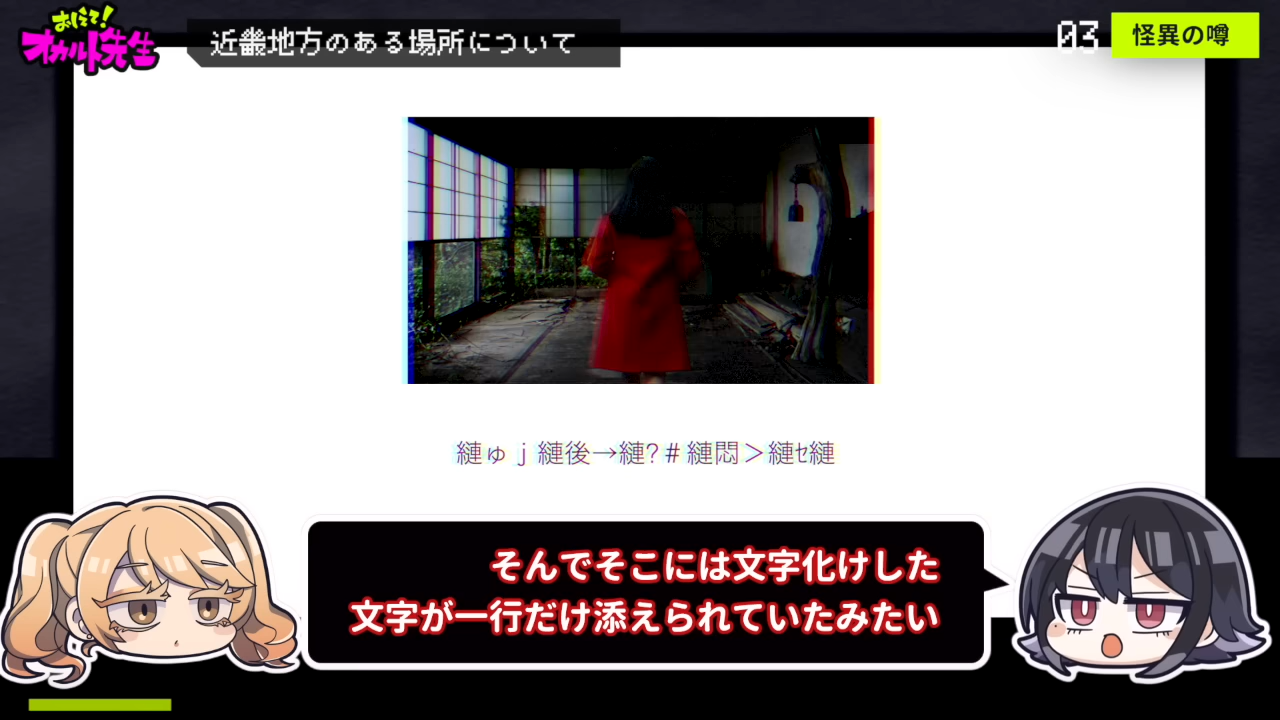 おしえて!
オカルト先生
近畿地方のある場所について
03
怪異の噂
縺ゅｊ縺後→縺?#縺悶＞縺ｾ縺
そんでそこには文字化けした
文字が一行だけ添えられていたみたい